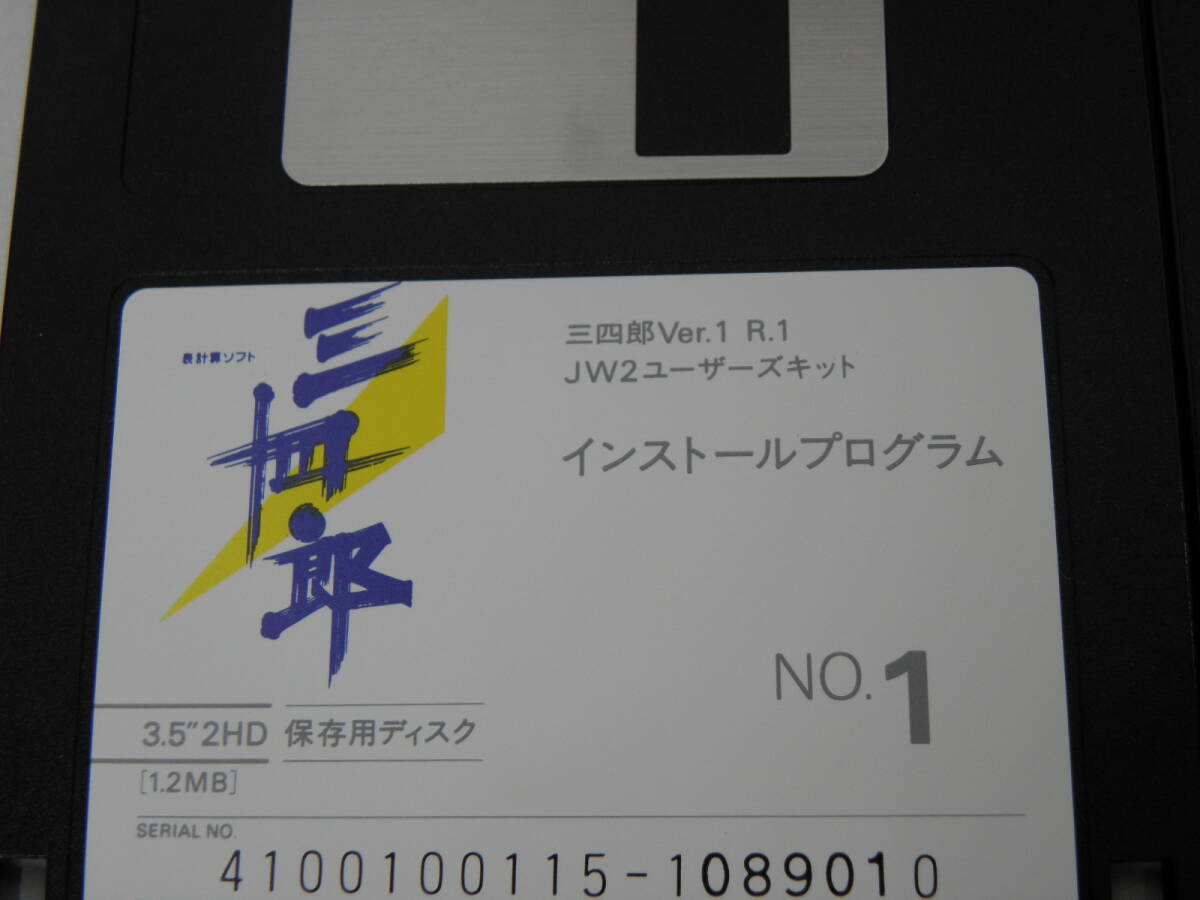 表計算ソフト
三四郎
三四郎Ver.1 R.1
JW2ユーザーズキット
インストールプログラム
NO.1
3.5″2HD 保存用ディスク
[1.2MB]
SERIAL NO.
4100100115-1089010